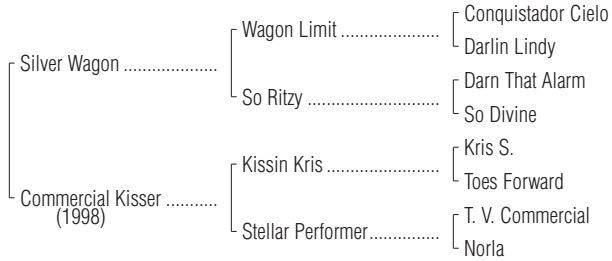 Conquistador Cielo
Wagon Limit ....................
Darlin Lindy
Silver Wagon ....................
Darn That Alarm
So Ritzy ............................
So Divine
Kris S.
Kissin Kris ........................
Toes Forward
Commercial Kisser ...........
(1998)
T. V. Commercial
Stellar Performer...............
Norla